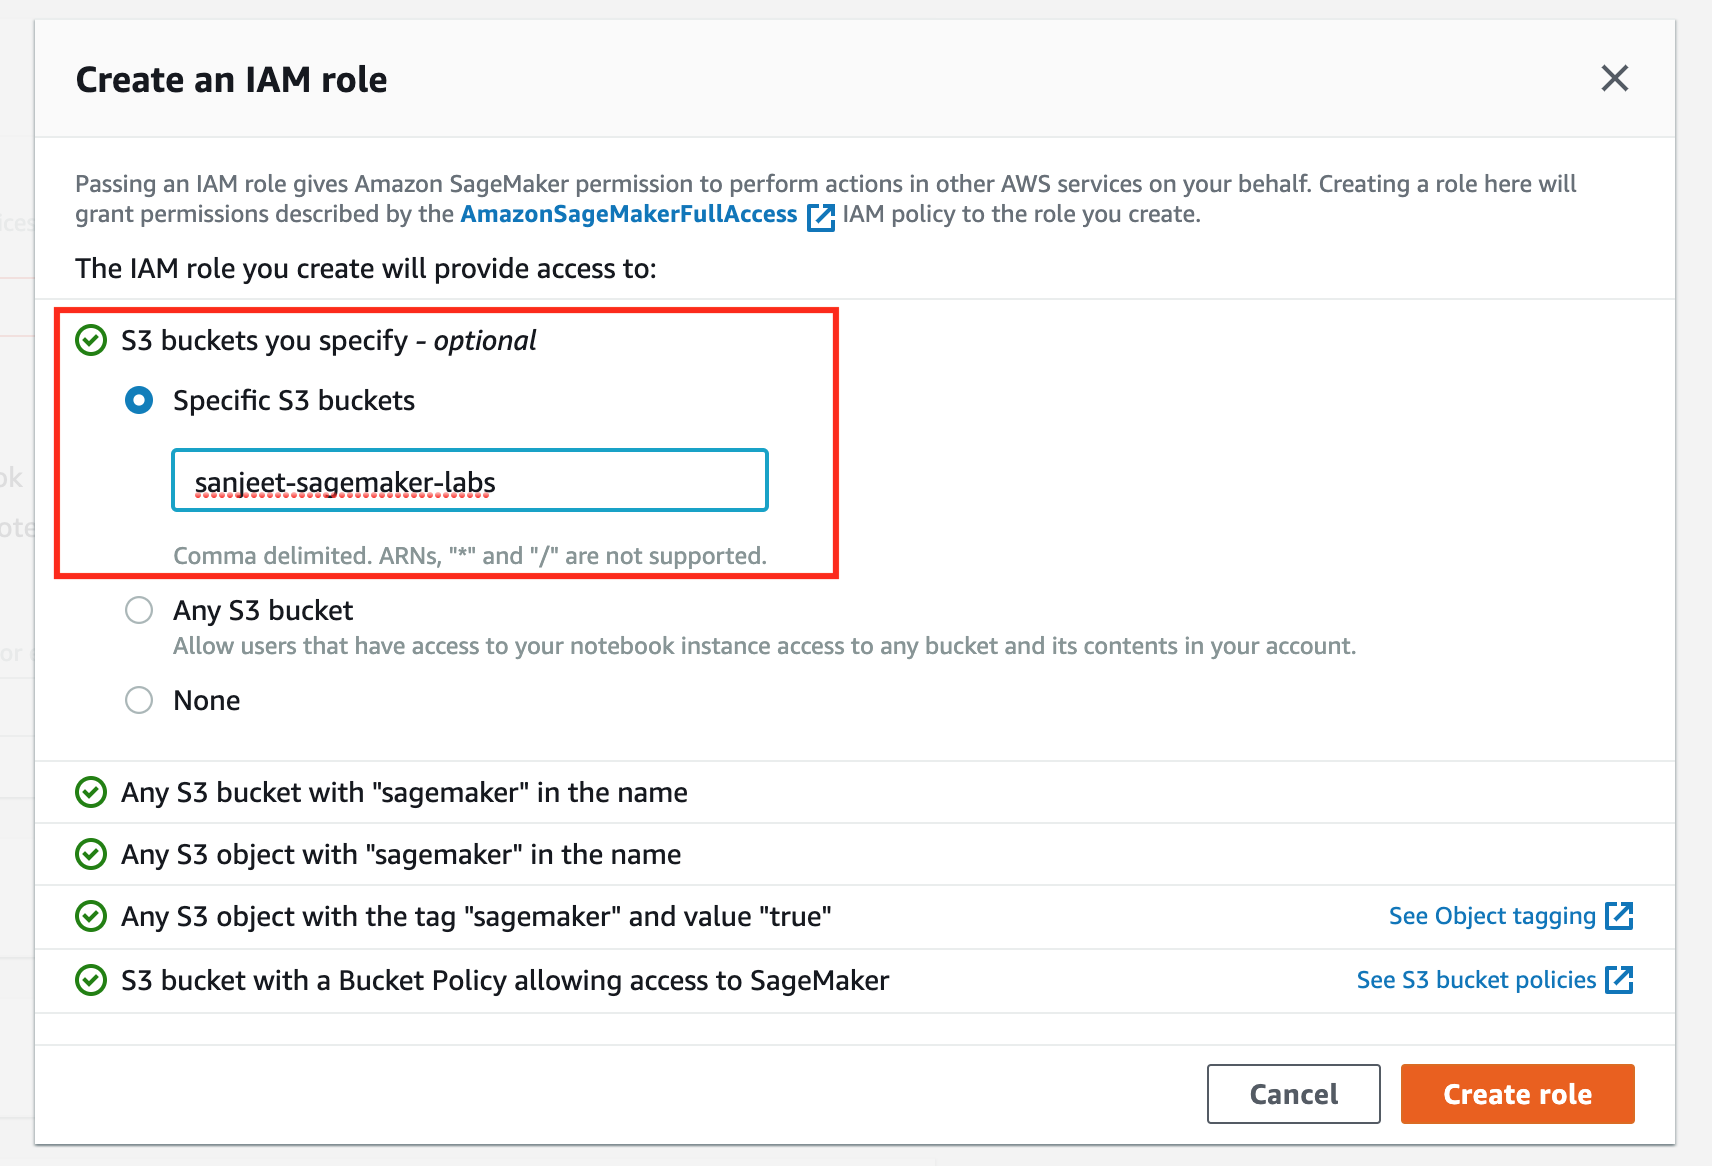 Create an IAM role
Passing an IAM role gives Amazon SageMaker permission to perform actions in other AWS services on your behalf. Creating a role here will
grant permissions described by the AmazonSageMakerFullAccess IAM policy to the role you create.
The IAM role you create will provide access to:
S3 buckets you specify - optional
Specific S3 buckets
sanjeet-sagemaker-labs
Comma delimited. ARNs, "*" and "/" are not supported.
Any S3 bucket
Allow users that have access to your notebook instance access to any bucket and its contents in your account.
None
Any S3 bucket with "sagemaker" in the name
Any S3 object with "sagemaker" in the name
Any S3 object with the tag "sagemaker" and value "true" See Object tagging
S3 bucket with a Bucket Policy allowing access to SageMaker See S3 bucket policies
Cancel Create role